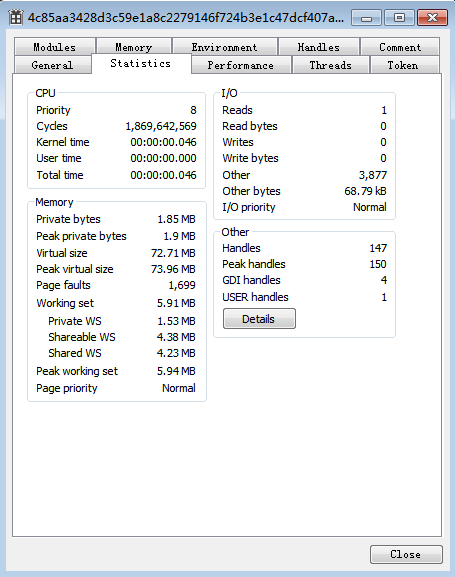 4c85aa3428d3c59e1a8c2279146f724b3e1c47dcf407a...
Modules Memory Environment Handles Comment
General Statistics Performance Threads Token
CPU
Priority 8
Cycles 1,869,642,569
Kernel time 00:00:00.046
User time 00:00:00.000
Total time 00:00:00.046
Memory
Private bytes 1.85 MB
Peak private bytes 1.9 MB
Virtual size 72.71 MB
Peak virtual size 73.96 MB
Page faults 1,699
Working set 5.91 MB
Private WS 1.53 MB
Shareable WS 4.38 MB
Shared WS 4.23 MB
Peak working set 5.94 MB
Page priority Normal
I/O
Reads 1
Read bytes 0
Writes 0
Write bytes 0
Other 3,877
Other bytes 68.79 kB
I/O priority Normal
Other
Handles 147
Peak handles 150
GDI handles 4
USER handles 1
Details
Close